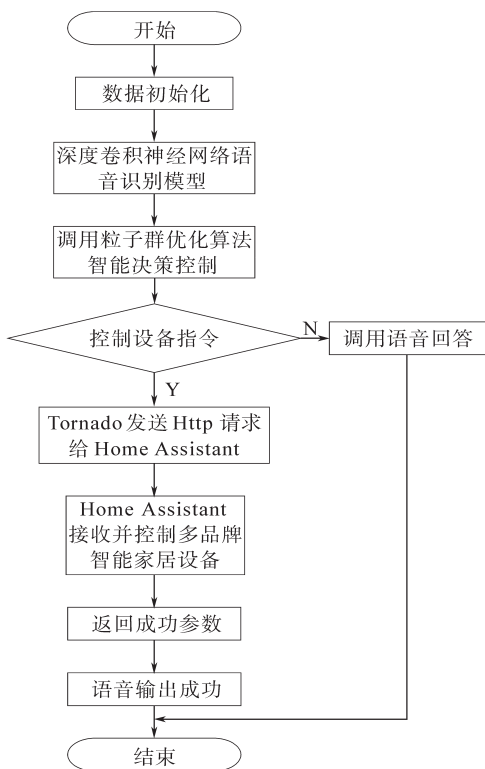 开始
数据初始化
深度卷积神经网络语
音识别模型
调用粒子群优化算法
智能决策控制
控制设备指令
N
调用语音回答
Y
Tornado 发送 Http 请求
给 Home Assistant
Home Assistant
接收并控制多品牌
智能家居设备
返回成功参数
语音输出成功
结束